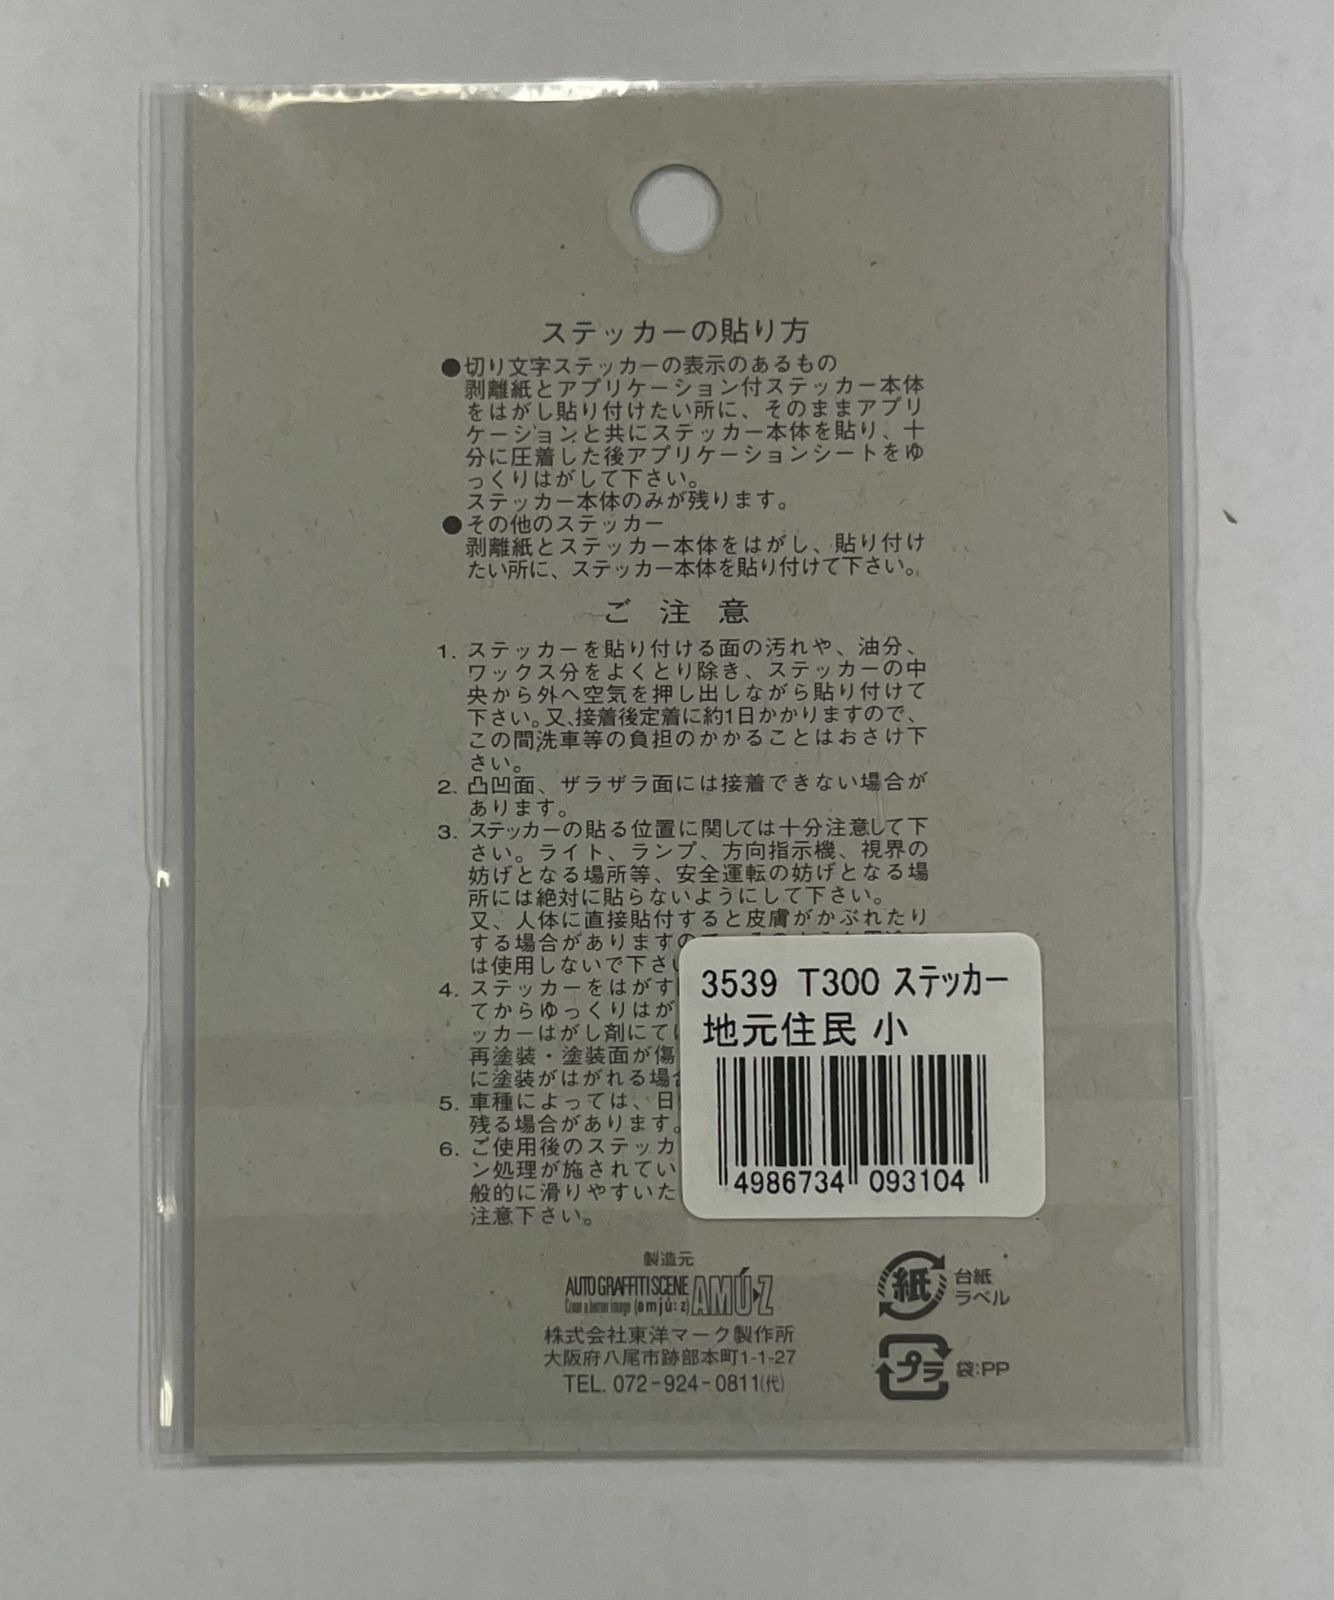 ステッカーの貼り方
●切り文字ステッカーの表示のあるもの
剥離紙とアプリケーション付ステッカー本体
をはがし貼り付けたい所に、そのままアプリ
ケーションと共にステッカー本体を貼り、十
分に圧着した後アプリケーションシートをゆ
っくりはがして下さい。
ステッカー本体のみが残ります。
●その他のステッカー
剥離紙とステッカー本体をはがし、貼り付け
たい所に、ステッカー本体を貼り付けて下さい。
ご 注 意
1. ステッカーを貼り付ける面の汚れや、油分、
ワックス分をよくとり除き、ステッカーの中
央から外へ空気を押し出しながら貼り付けて
下さい。又、接着後定着に約1日かかりますので、
この間洗車等の負担のかかることはおさけ下
さい。
2. 凸凹面、ザラザラ面には接着できない場合が
あります。
3. ステッカーの貼る位置に関しては十分注意して下
さい。ライト、ランプ、方向指示機、視界の
妨げとなる場所等、安全運転の妨げとなる場
所には絶対に貼らないようにして下さい。
又、人体に直接貼付すると皮膚がかぶれたり
する場合がありますので
は使用しないで下さい
4. ステッカーをはがす
てからゆっくりはが
ッカーはがし剤にて
再塗装・塗装面が傷
に塗装がはがれる場合
5. 車種によっては、日
残る場合があります。
6. ご使用後のステッカ
ン処理が施されてい
般的に滑りやすいた
注意下さい。
3539 T300 ステッカー
地元住民 小
4986734 093104
製造元
AUTO GRAFFITI SCENE AMÚ-Z
Creat a better image (amjú:z)
株式会社東洋マーク製作所
大阪府八尾市跡部本町1-1-27
TEL. 072-924-0811(代)
紙 台紙
ラベル
プラ 袋:PP